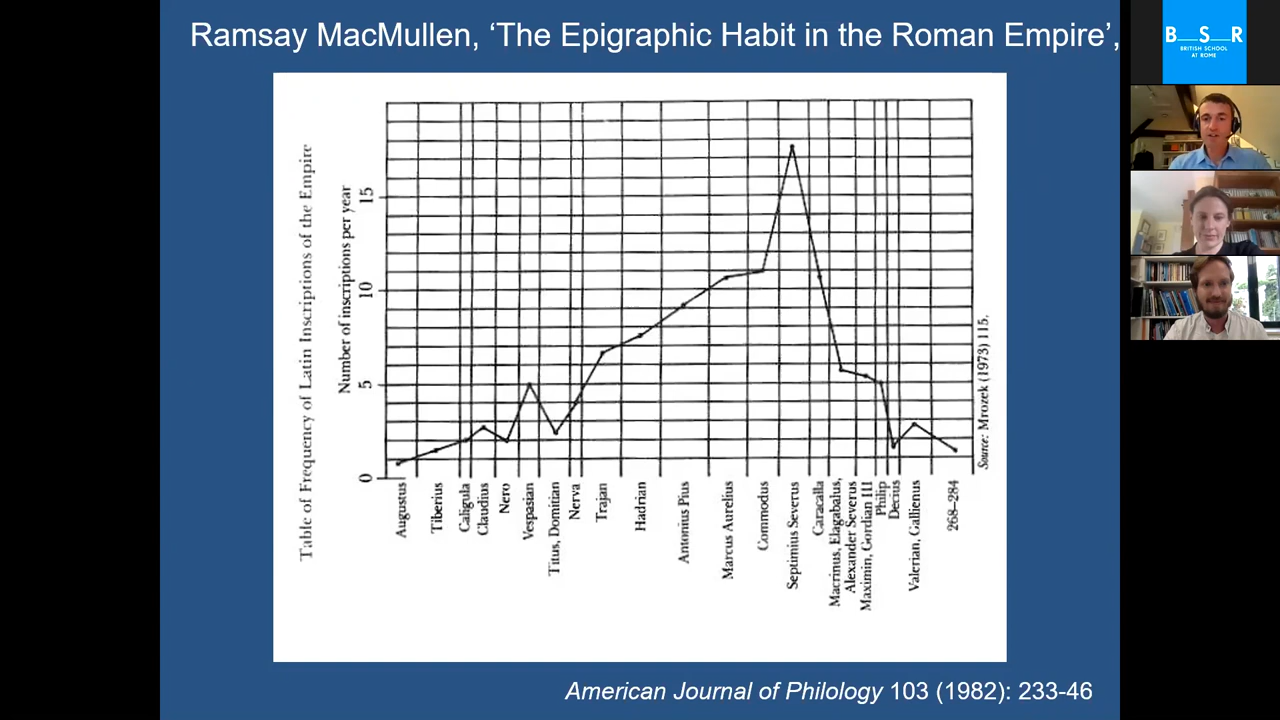 Ramsay MacMullen, ‘The Epigraphic Habit in the Roman Empire’,
Table of Frequency of Latin Inscriptions of the Empire
Number of inscriptions per year
15
10
5
0
Augustus
Tiberius
Caligula
Claudius
Nero
Vespasian
Titus, Domitian
Nerva
Trajan
Hadrian
Antonius Pius
Marcus Aurelius
Commodus
Septimius Severus
Caracalla
Macrinus, Elagabalus,
Alexander Severus
Maximin, Gordian III
Philip
Decius
Valerian, Gallienus
268–284
Source: Mrozek (1973) 115.
American Journal of Philology 103 (1982): 233-46
B__S__R
BRITISH SCHOOL
AT ROME